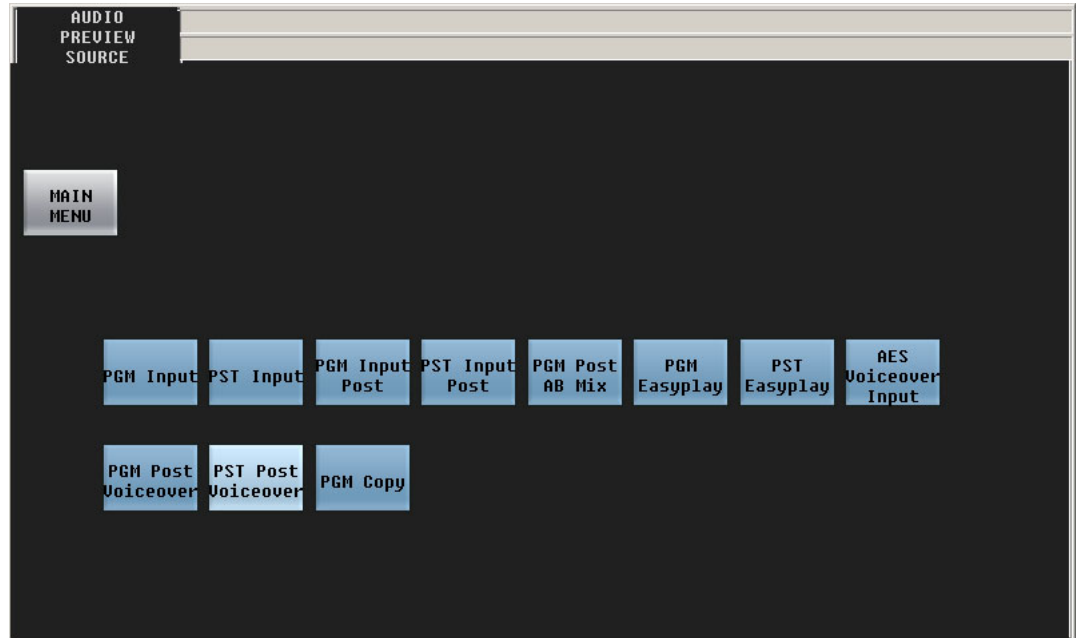 AUDIO
PREVIEW
SOURCE
MAIN
MENU
PGM Input
PST Input
PGM Input
Post
PST Input
Post
PGM Post
AB Mix
PGM
Easyplay
PST
Easyplay
AES
Voiceover
Input
PGM Post
Voiceover
PST Post
Voiceover
PGM Copy